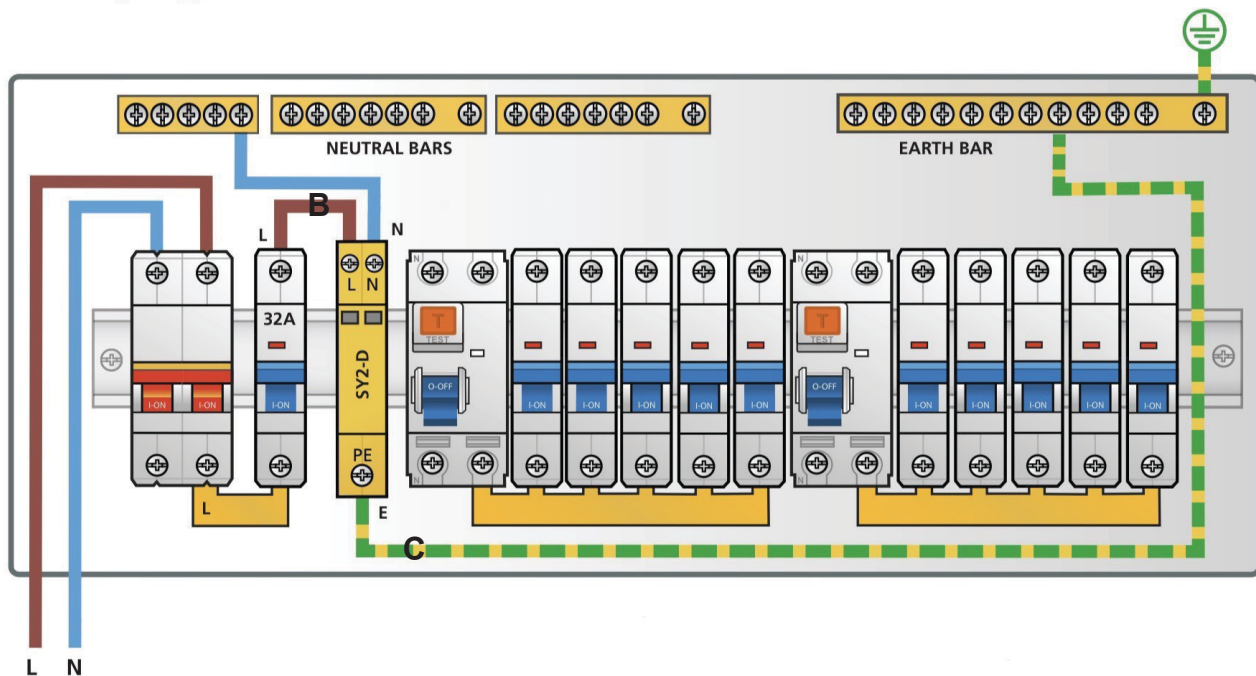 NEUTRAL BARS
EARTH BAR
B
L
N
N
N
L N
32A
T
TEST
T
TEST
SY2-D
O-OFF
O-OFF
I-ON
I-ON
I-ON
I-ON
I-ON
I-ON
I-ON
I-ON
I-ON
I-ON
I-ON
I-ON
I-ON
PE
N
N
L
E
C
L N